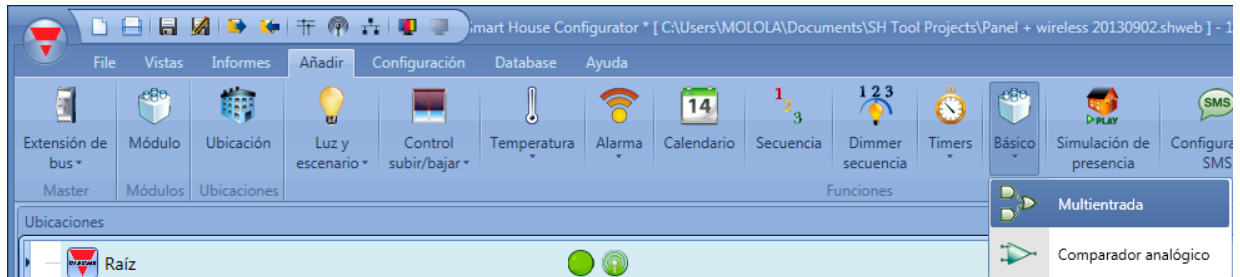 Smart House Configurator * [ C:\Users\MOLOLA\Documents\SH Tool Projects\Panel + wireless 20130902.shweb ] - 1
File Vistas Informes Añadir Configuración Database Ayuda
14 1 2 3 1 2 3 PLAY SMS
Extensión de Módulo Ubicación Luz y Control Temperatura Alarma Calendario Secuencia Dimmer Timers Básico Simulación de Configura
bus escenario subir/bajar secuencia presencia SMS
Master Módulos Ubicaciones Funciones
Multientrada
Ubicaciones
Comparador analógico
Raíz